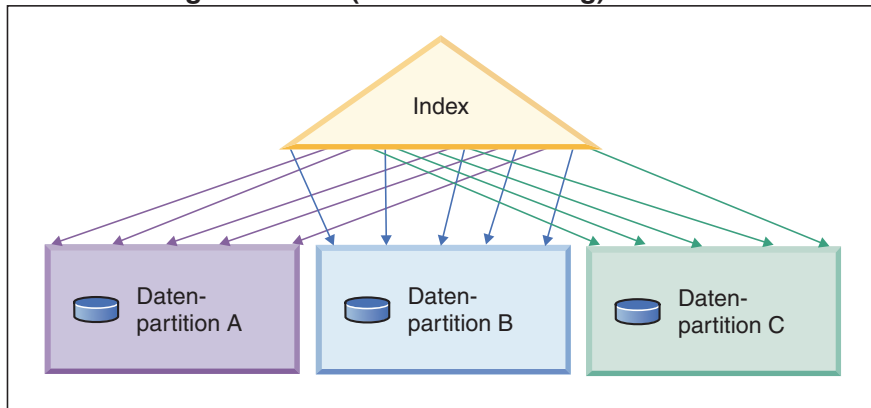 Index
Daten-
partition A
Daten-
partition B
Daten-
partition C